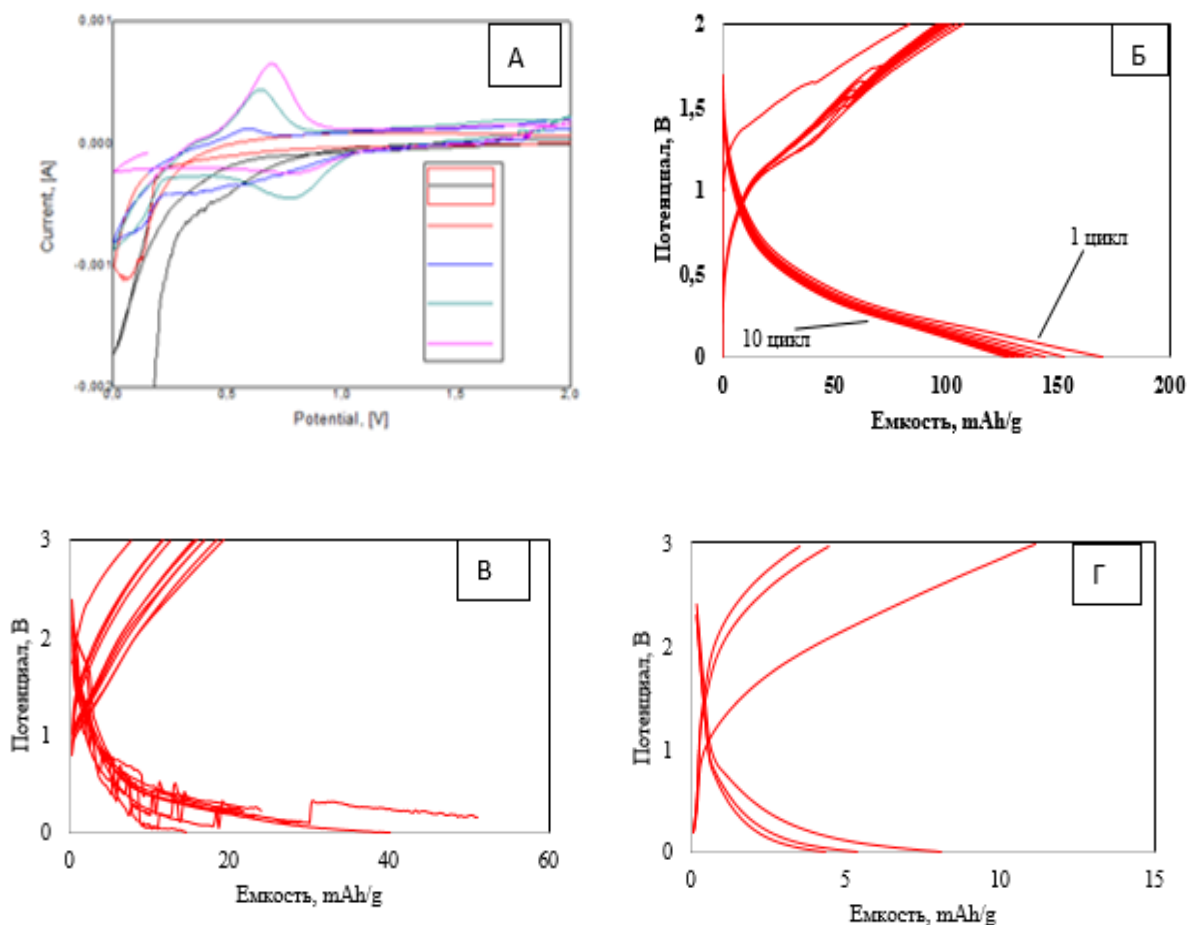 А
0.001
0.000
-0.001
-0.002
0,0
0,5
1,0
1,5
2,0
Current, [A]
Potential, [V]
Б
2
1,5
1
0,5
0
0
50
100
150
200
Потенциал, В
1 цикл
10 цикл
Емкость, mAh/g
В
3
2
1
0
0
20
40
60
Потенциал, В
Емкость, mAh/g
Г
3
2
1
0
0
5
10
15
Потенциал, В
Емкость, mAh/g